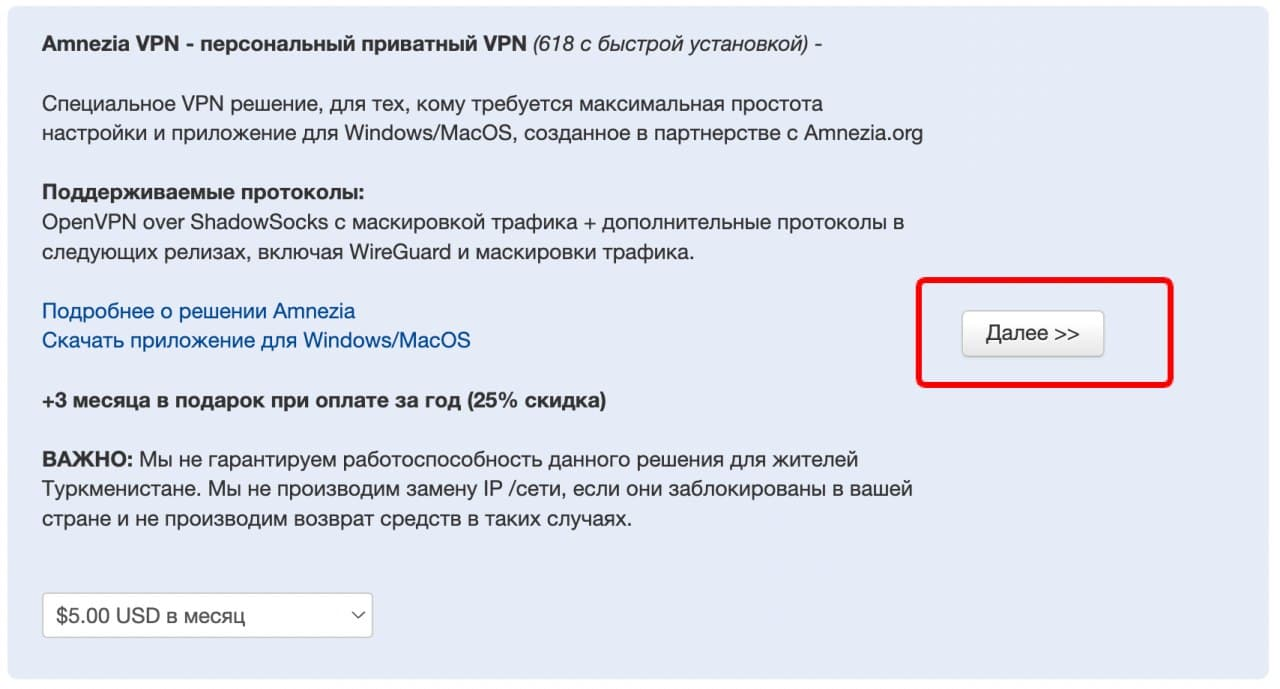 Amnezia VPN - персональный приватный VPN (618 с быстрой установкой) -
Специальное VPN решение, для тех, кому требуется максимальная простота
настройки и приложение для Windows/MacOS, созданное в партнерстве с Amnezia.org
Поддерживаемые протоколы:
OpenVPN over ShadowSocks с маскировкой трафика + дополнительные протоколы в
следующих релизах, включая WireGuard и маскировки трафика.
Подробнее о решении Amnezia
Скачать приложение для Windows/MacOS
Далее >>
+3 месяца в подарок при оплате за год (25% скидка)
ВАЖНО: Мы не гарантируем работоспособность данного решения для жителей
Туркменистане. Мы не производим замену IP /сети, если они заблокированы в вашей
стране и не производим возврат средств в таких случаях.
$5.00 USD в месяц